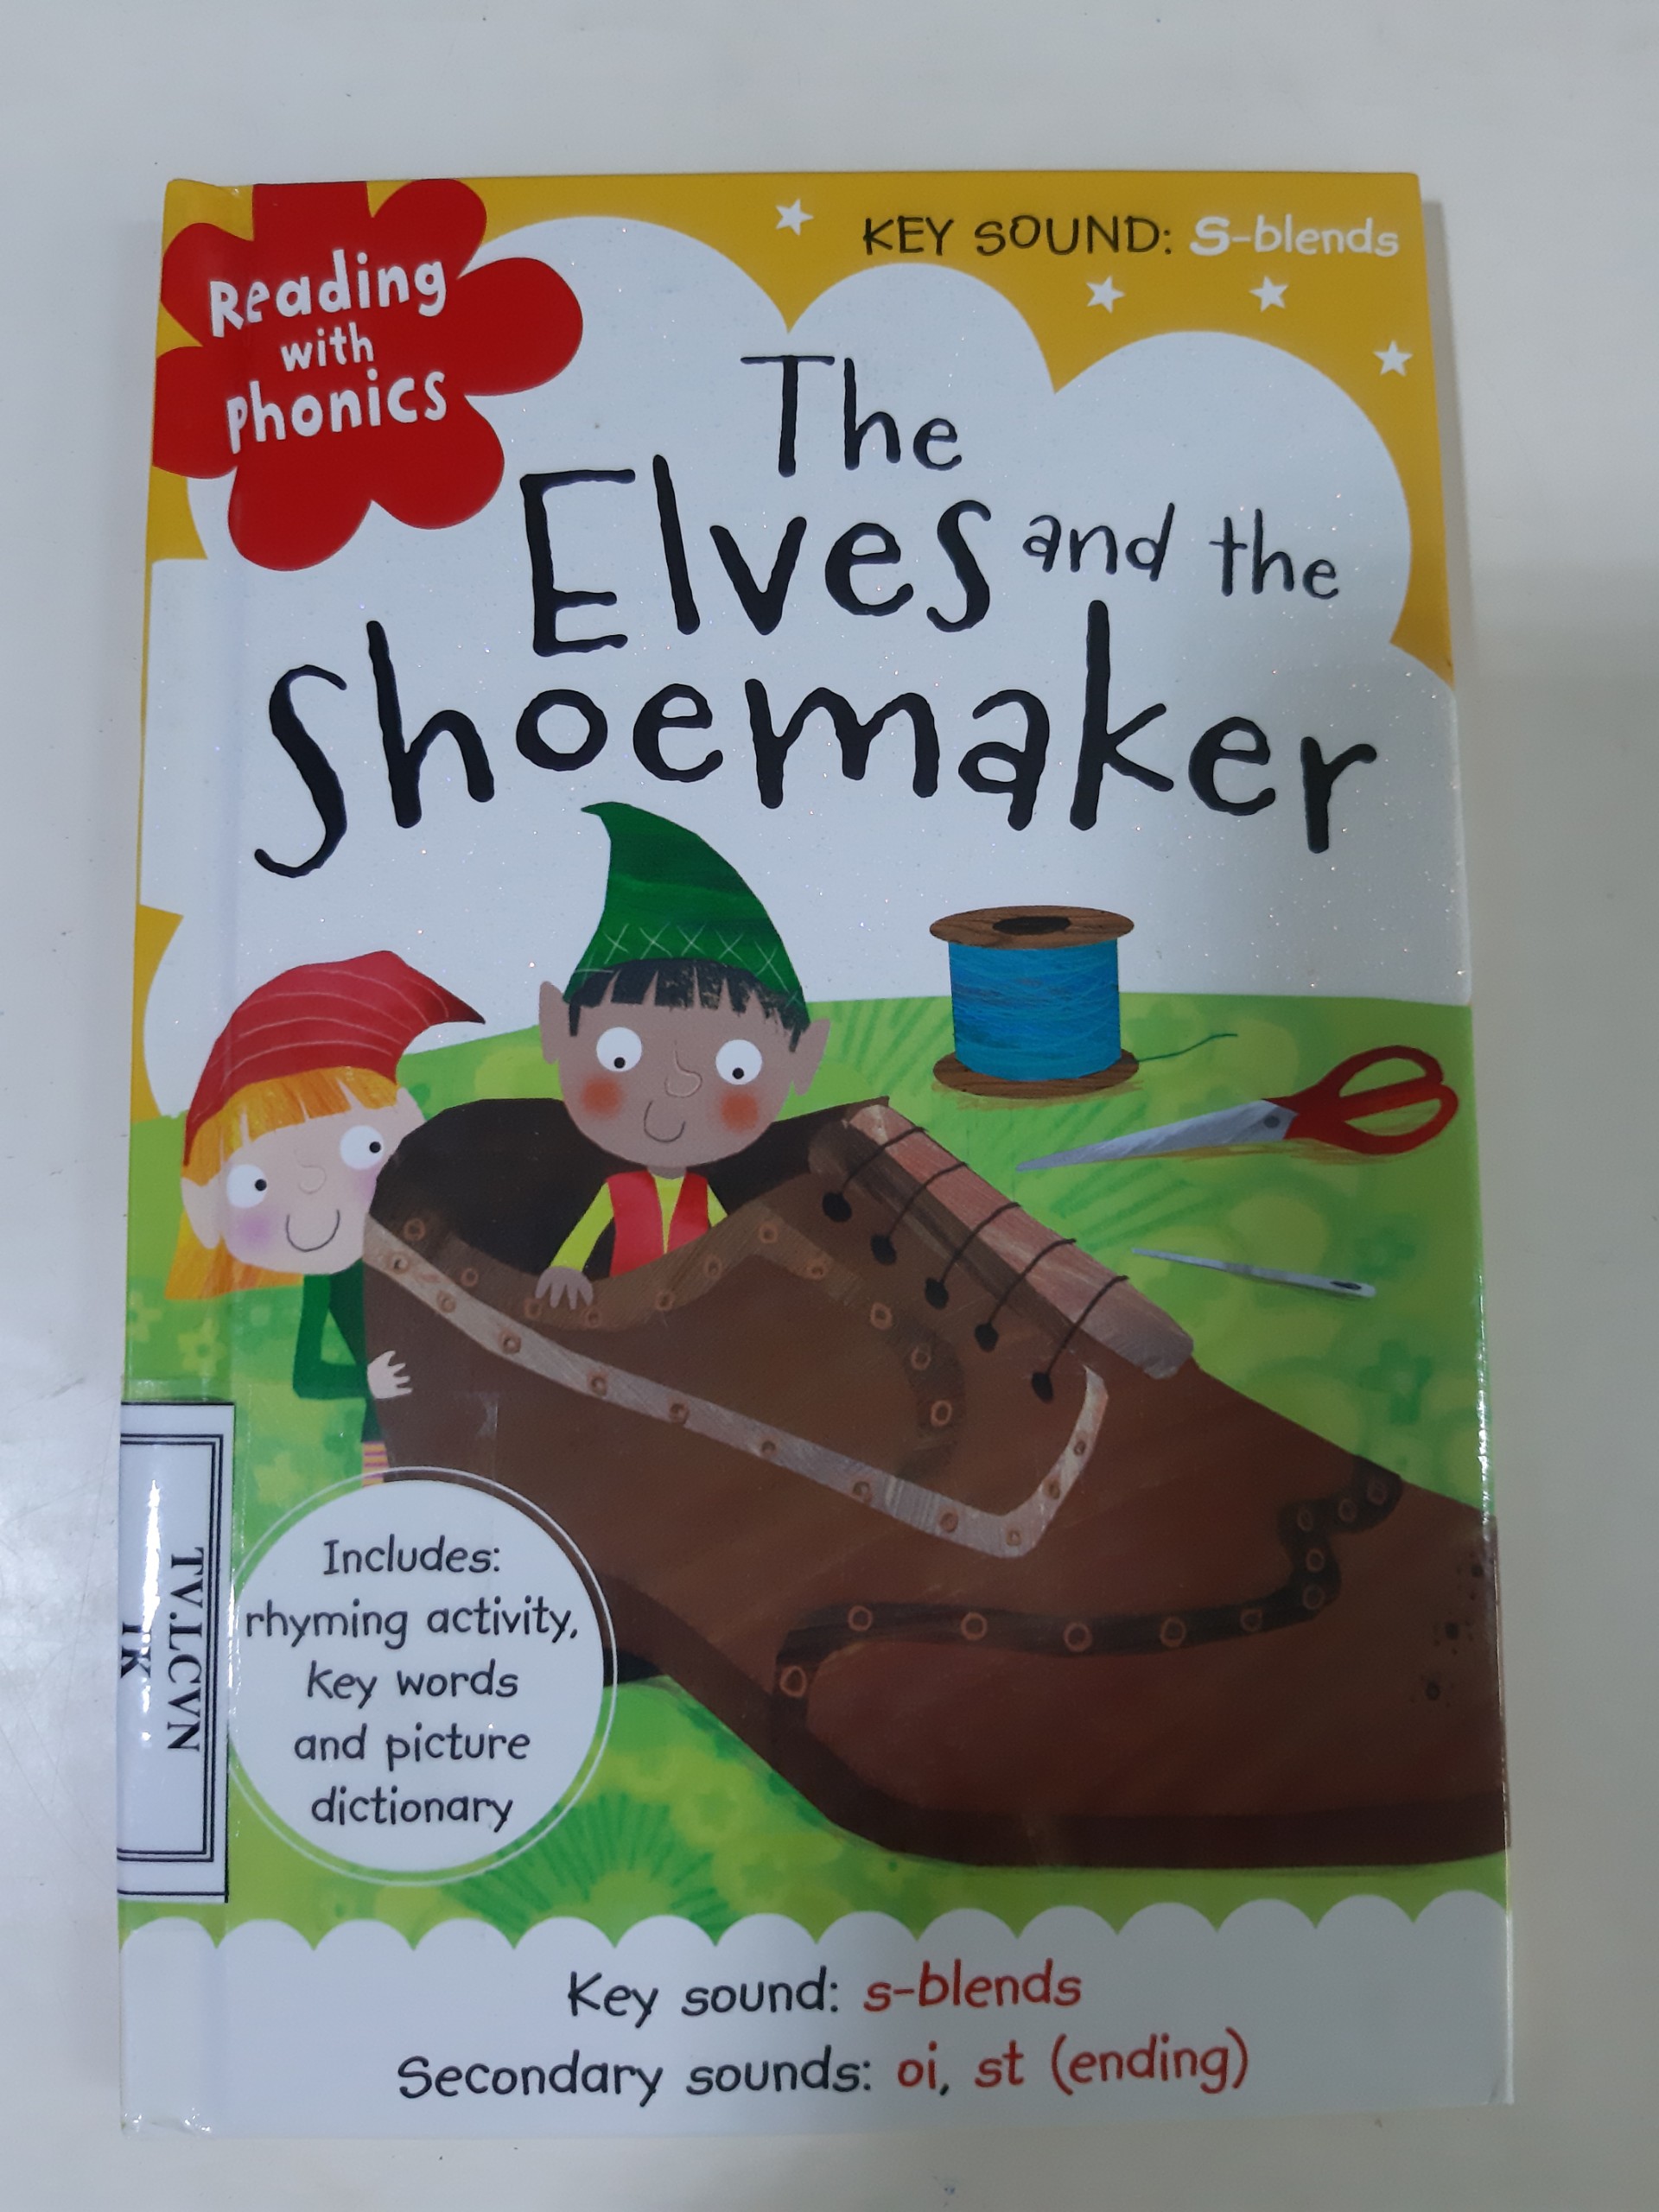 Reading
with
phonics
KEY SOUND: S-blends
The
Elves and the
Shoemaker
Includes:
rhyming activity,
key words
and picture
dictionary
TV.LCVN
Key sound: s-blends
Secondary sounds: oi, st (ending)